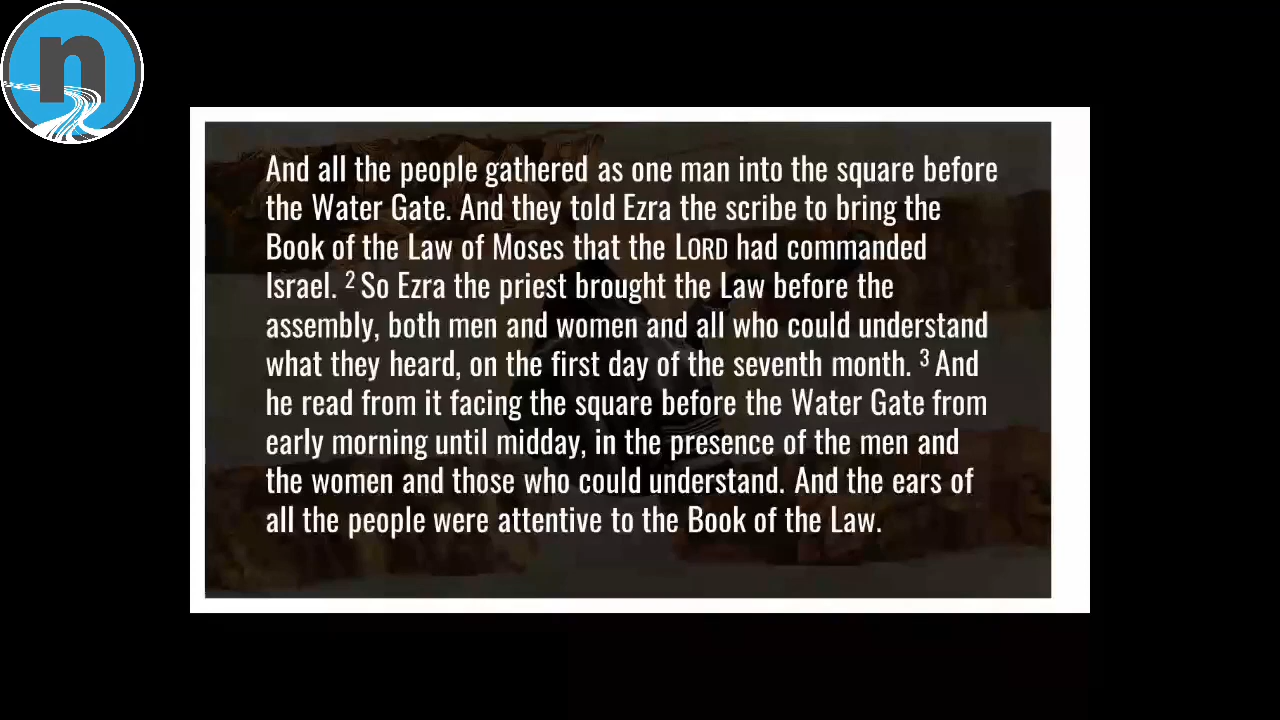 n
And all the people gathered as one man into the square before
the Water Gate. And they told Ezra the scribe to bring the
Book of the Law of Moses that the LORD had commanded
Israel. 2 So Ezra the priest brought the Law before the
assembly, both men and women and all who could understand
what they heard, on the first day of the seventh month. 3 And
he read from it facing the square before the Water Gate from
early morning until midday, in the presence of the men and
the women and those who could understand. And the ears of
all the people were attentive to the Book of the Law.